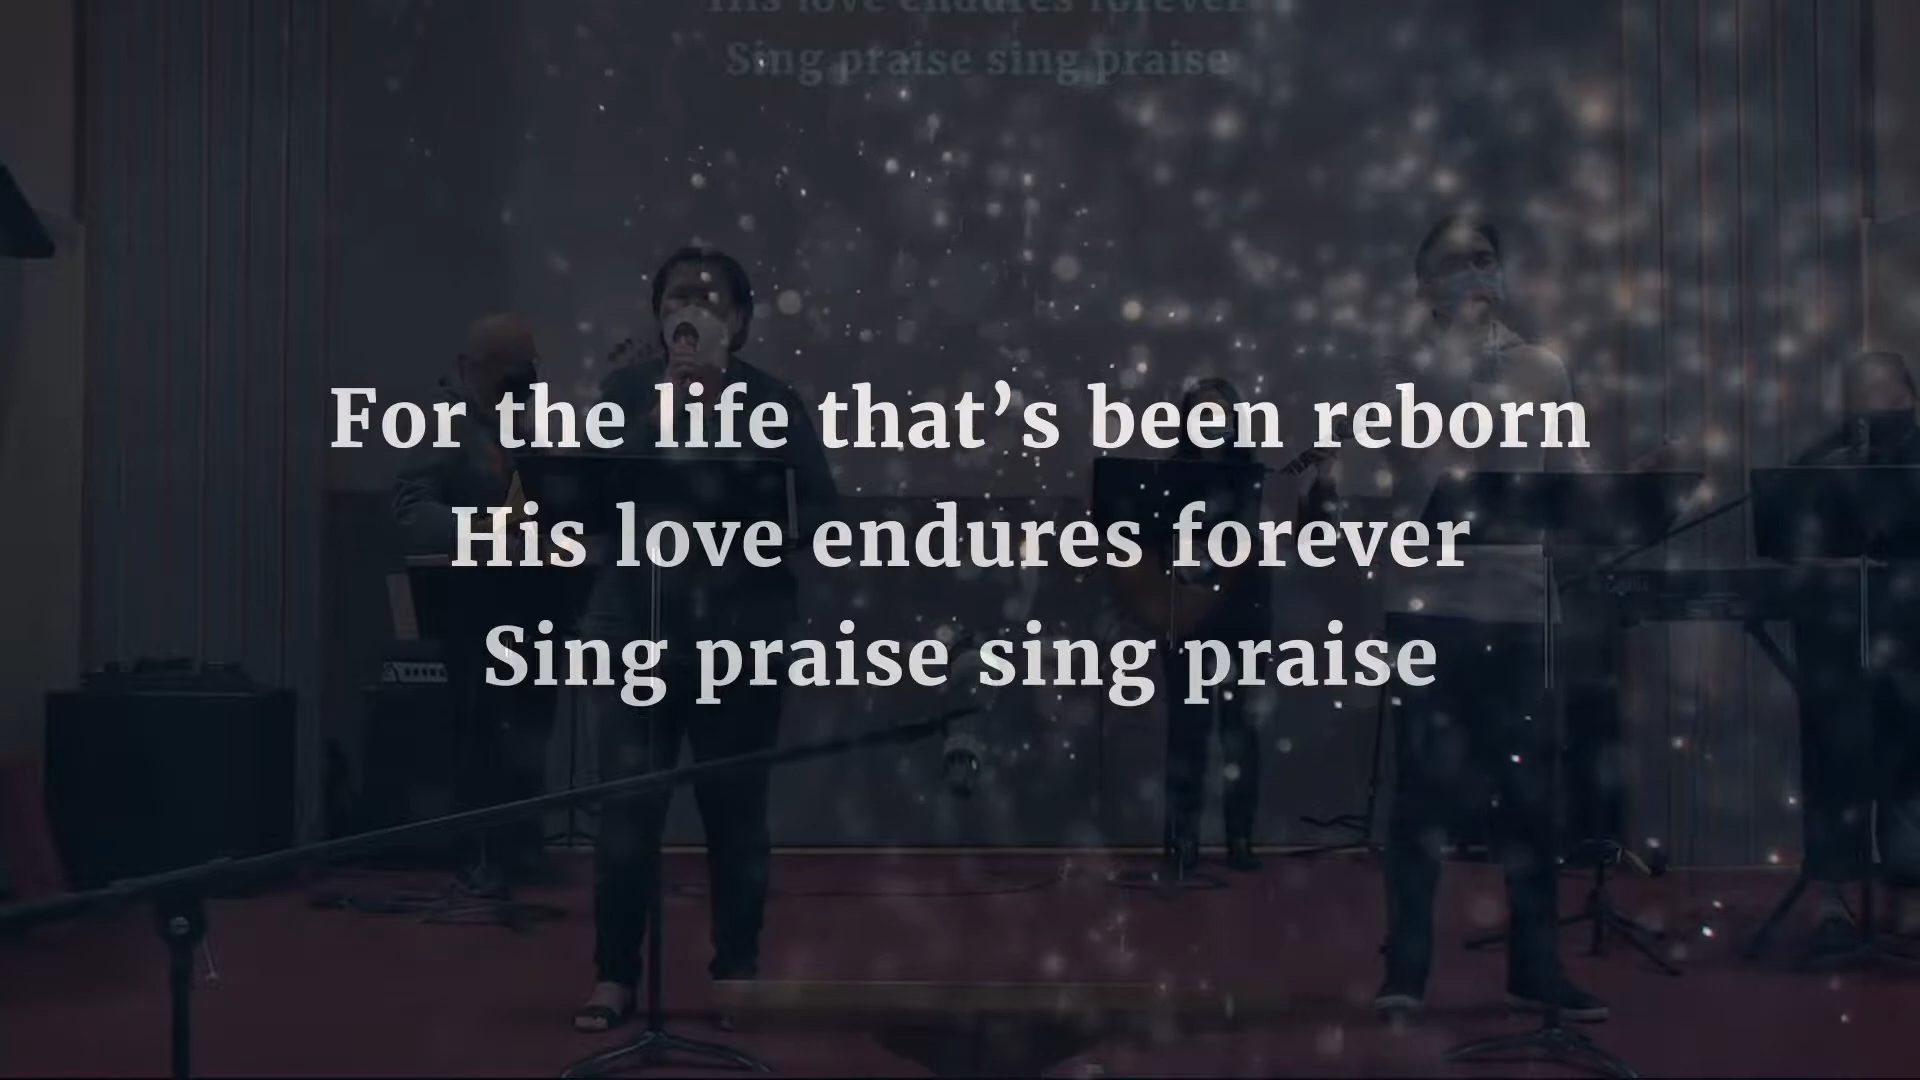 His love endures forever
Sing praise sing praise
For the life that’s been reborn
His love endures forever
Sing praise sing praise